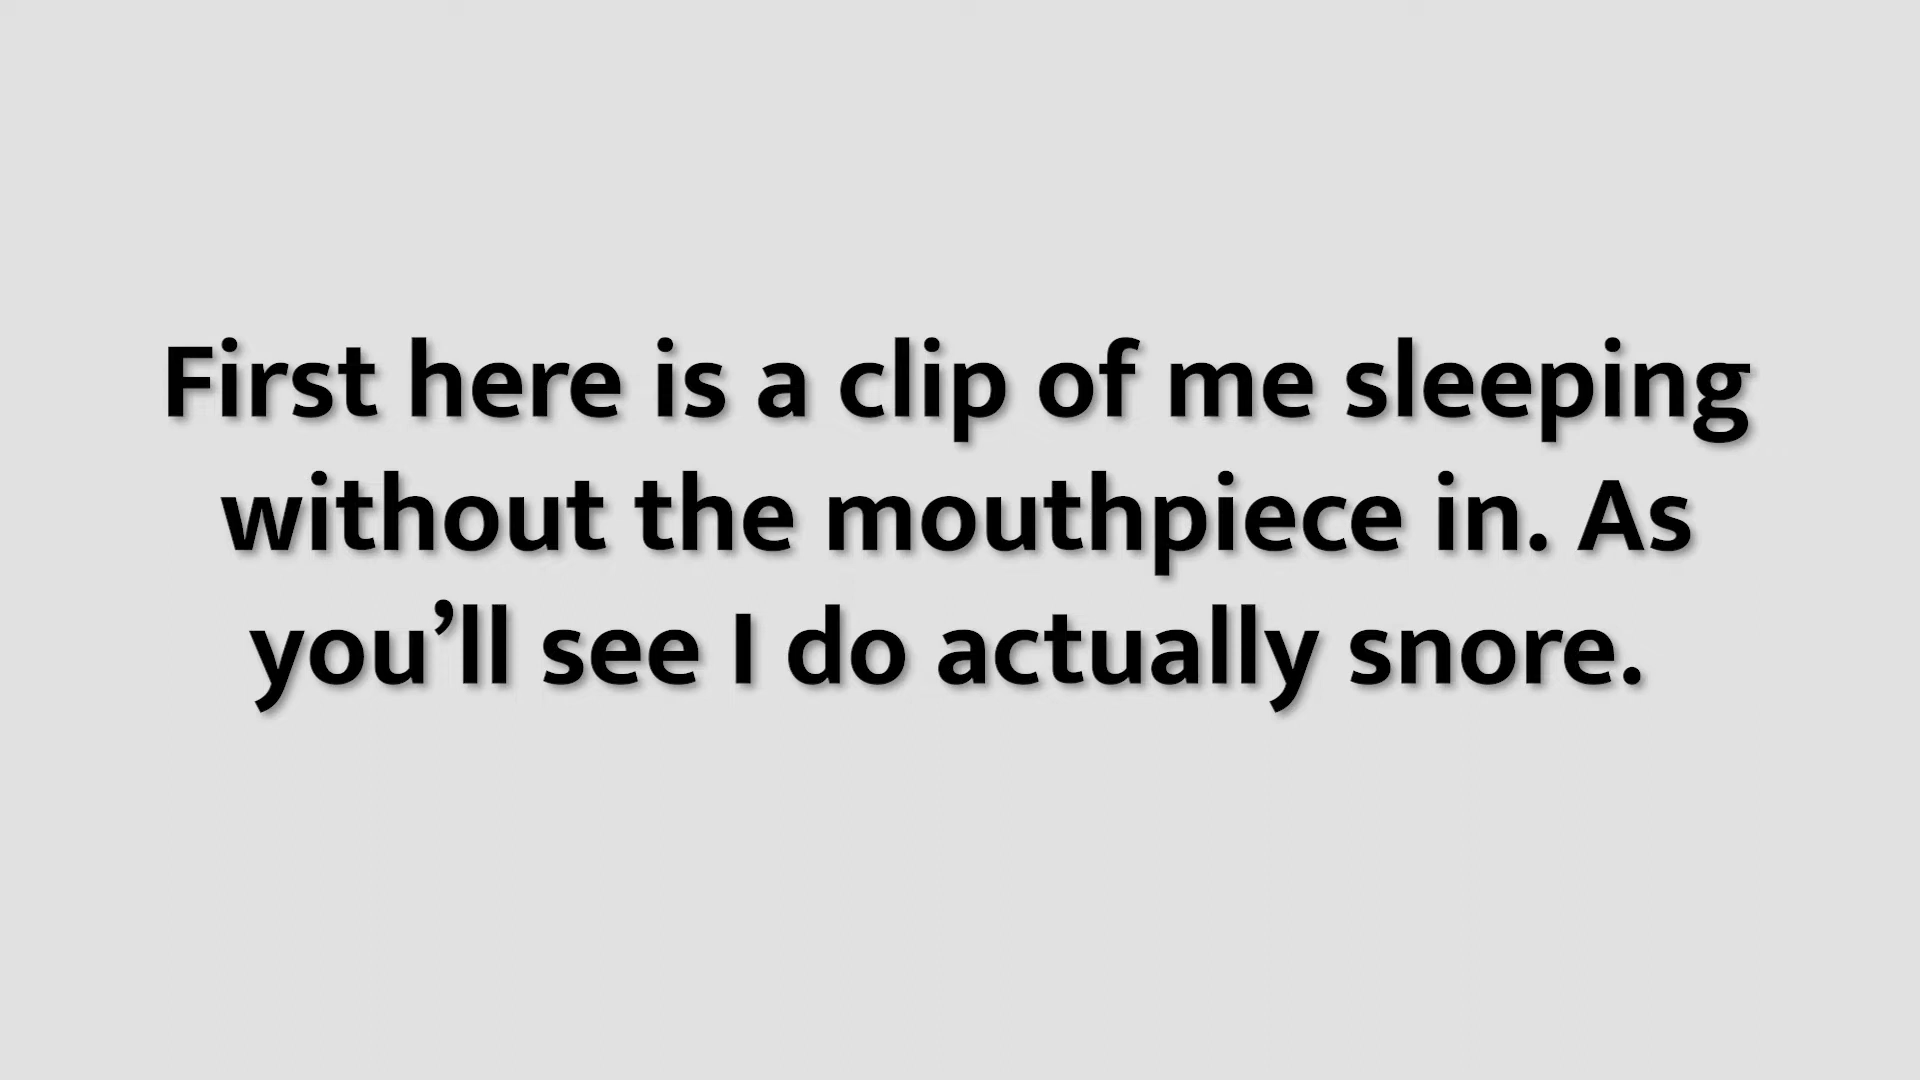 First here is a clip of me sleeping
without the mouthpiece in. As
you’ll see I do actually snore.